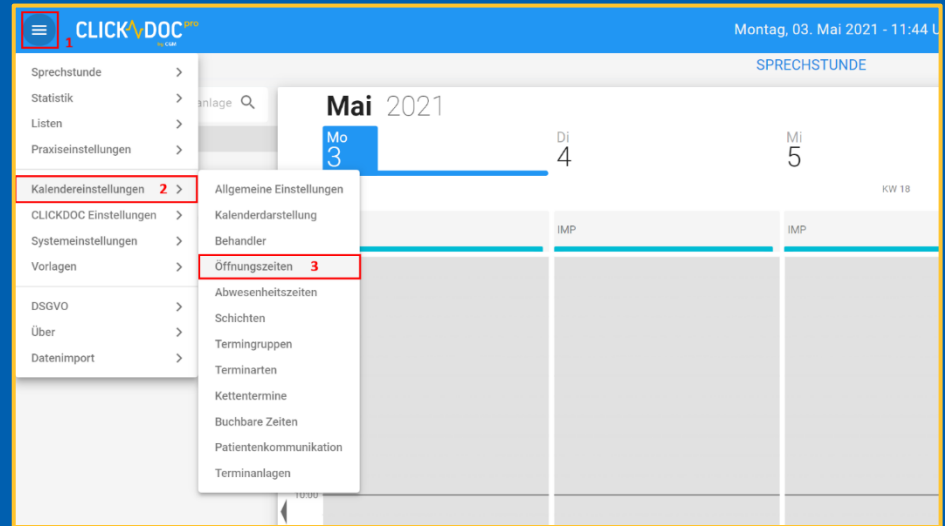 1
CLICKDOC pro
by CGM
Montag, 03. Mai 2021 - 11:44 U
SPRECHSTUNDE
Sprechstunde
Statistik
Listen
Praxiseinstellungen
Kalendereinstellungen 2
CLICKDOC Einstellungen
Systemeinstellungen
Vorlagen
DSGVO
Über
Datenimport
anlage
Allgemeine Einstellungen
Kalenderdarstellung
Behandler
Öffnungszeiten 3
Abwesenheitszeiten
Schichten
Termingruppen
Terminarten
Kettentermine
Buchbare Zeiten
Patientenkommunikation
Terminanlagen
Mai 2021
Mo
3
Di
4
Mi
5
KW 18
IMP
IMP
10:00